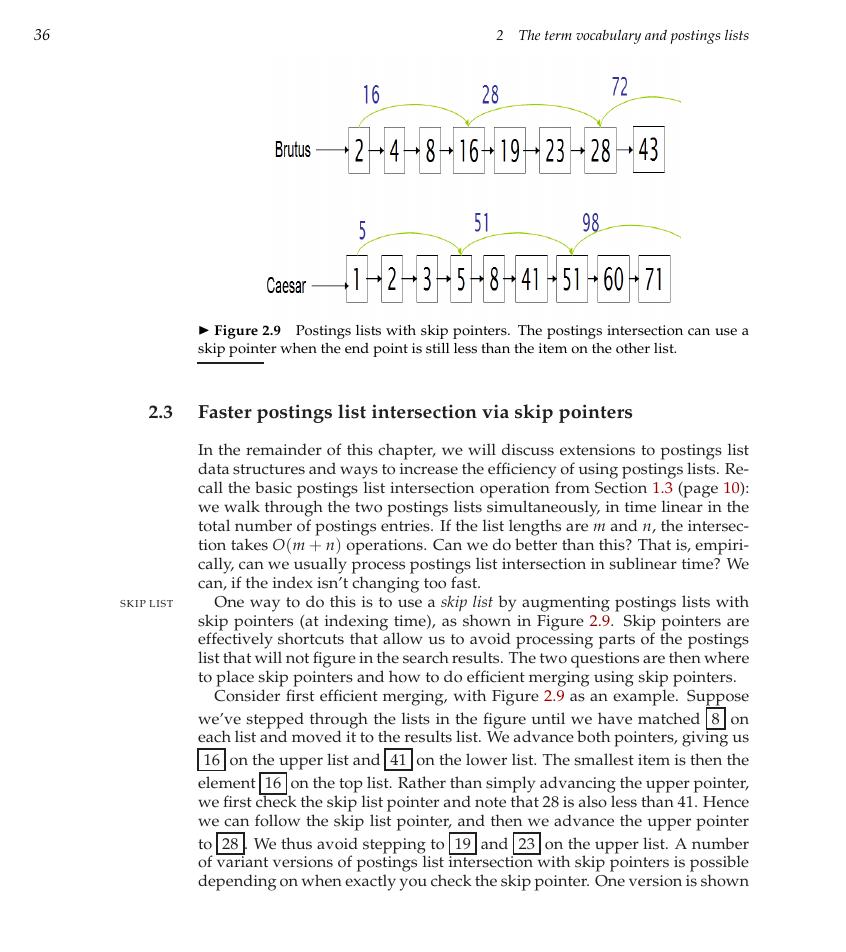 36
2 The term vocabulary and postings lists
16 28 72
Brutus 2 4 8 16 19 23 28 43
5 51 98
Caesar 1 2 3 5 8 41 51 60 71
▶ Figure 2.9 Postings lists with skip pointers. The postings intersection can use a
skip pointer when the end point is still less than the item on the other list.
2.3 Faster postings list intersection via skip pointers
In the remainder of this chapter, we will discuss extensions to postings list
data structures and ways to increase the efficiency of using postings lists. Re-
call the basic postings list intersection operation from Section 1.3 (page 10):
we walk through the two postings lists simultaneously, in time linear in the
total number of postings entries. If the list lengths are m and n, the intersec-
tion takes O(m + n) operations. Can we do better than this? That is, empiri-
cally, can we usually process postings list intersection in sublinear time? We
can, if the index isn't changing too fast.
SKIP LIST
One way to do this is to use a skip list by augmenting postings lists with
skip pointers (at indexing time), as shown in Figure 2.9. Skip pointers are
effectively shortcuts that allow us to avoid processing parts of the postings
list that will not figure in the search results. The two questions are then where
to place skip pointers and how to do efficient merging using skip pointers.
Consider first efficient merging, with Figure 2.9 as an example. Suppose
we've stepped through the lists in the figure until we have matched 8 on
each list and moved it to the results list. We advance both pointers, giving us
16 on the upper list and 41 on the lower list. The smallest item is then the
element 16 on the top list. Rather than simply advancing the upper pointer,
we first check the skip list pointer and note that 28 is also less than 41. Hence
we can follow the skip list pointer, and then we advance the upper pointer
to 28. We thus avoid stepping to 19 and 23 on the upper list. A number
of variant versions of postings list intersection with skip pointers is possible
depending on when exactly you check the skip pointer. One version is shown